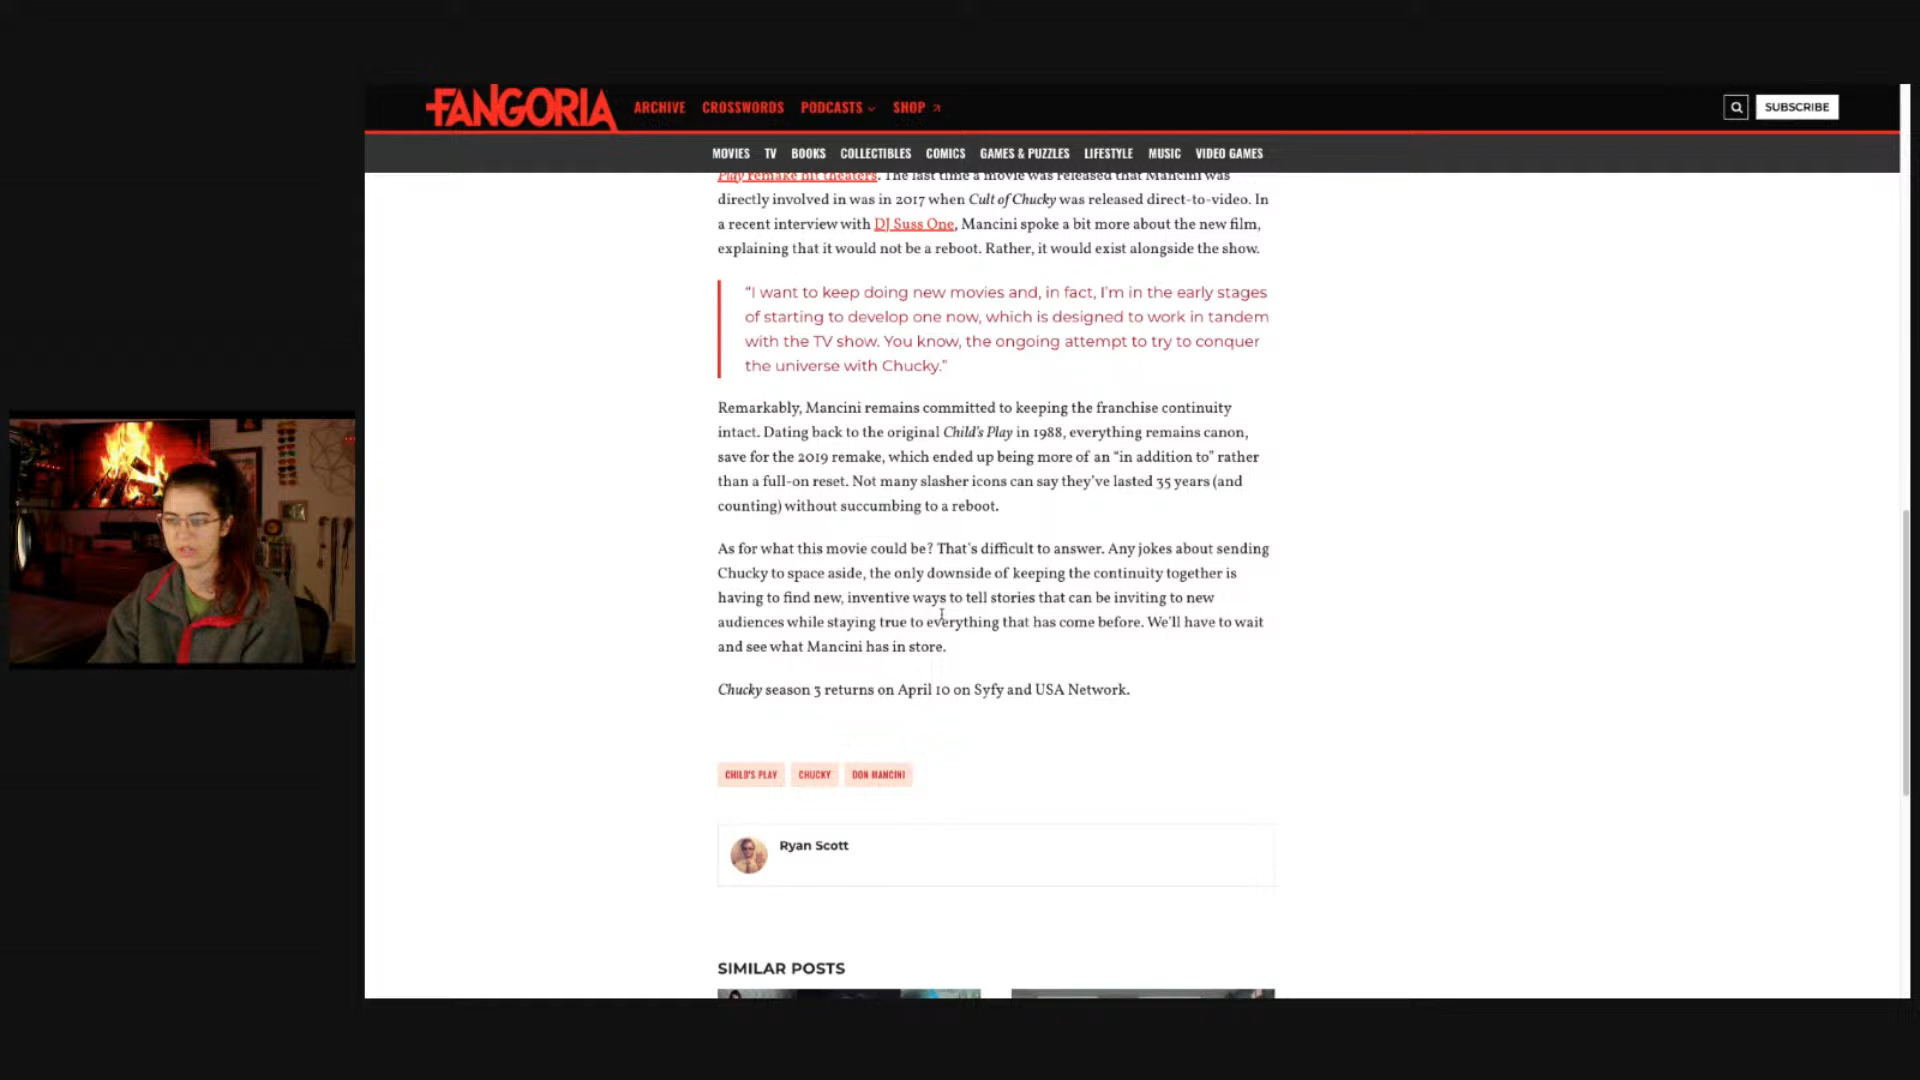 FANGORIA ARCHIVE CROSSWORDS PODCASTS SHOP SUBSCRIBE
MOVIES TV BOOKS COLLECTIBLES COMICS GAMES & PUZZLES LIFESTYLE MUSIC VIDEO GAMES
Play remake hit theaters. The last time a movie was released that Mancini was
directly involved in was in 2017 when Cult of Chucky was released direct-to-video. In
a recent interview with DJ Suss One, Mancini spoke a bit more about the new film,
explaining that it would not be a reboot. Rather, it would exist alongside the show.
“I want to keep doing new movies and, in fact, I’m in the early stages
of starting to develop one now, which is designed to work in tandem
with the TV show. You know, the ongoing attempt to try to conquer
the universe with Chucky.”
Remarkably, Mancini remains committed to keeping the franchise continuity
intact. Dating back to the original Child’s Play in 1988, everything remains canon,
save for the 2019 remake, which ended up being more of an “in addition to” rather
than a full-on reset. Not many slasher icons can say they’ve lasted 35 years (and
counting) without succumbing to a reboot.
As for what this movie could be? That’s difficult to answer. Any jokes about sending
Chucky to space aside, the only downside of keeping the continuity together is
having to find new, inventive ways to tell stories that can be inviting to new
audiences while staying true to everything that has come before. We’ll have to wait
and see what Mancini has in store.
Chucky season 3 returns on April 10 on Syfy and USA Network.
CHILD'S PLAY CHUCKY DON MANCINI
Ryan Scott
SIMILAR POSTS